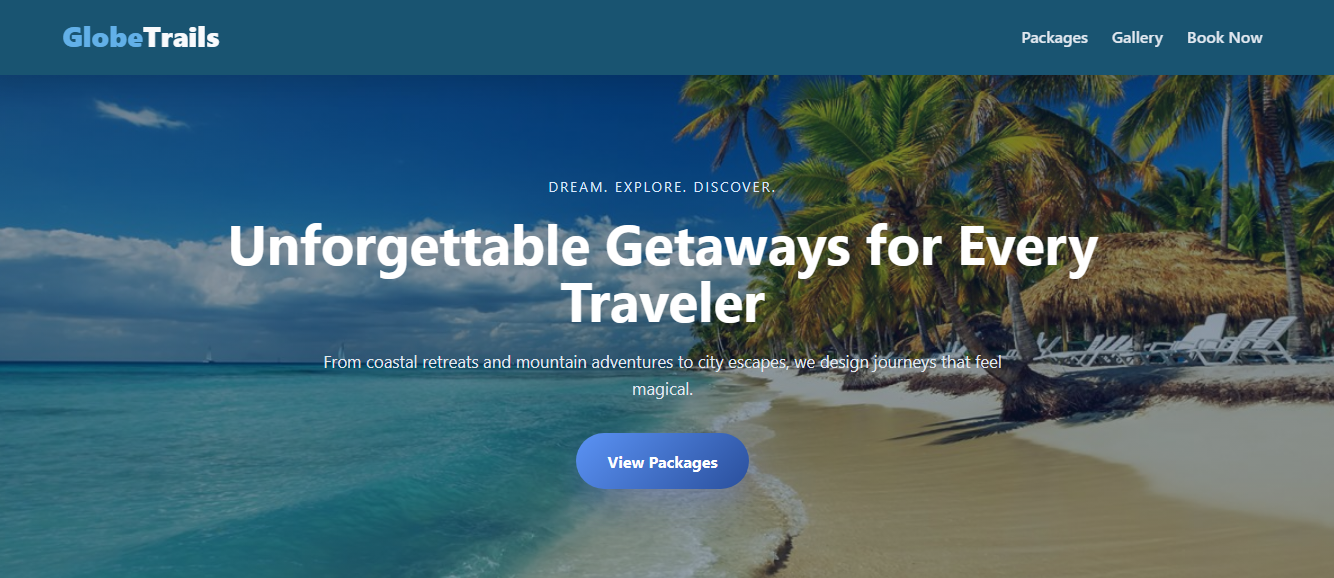 GlobeTrails
Packages Gallery Book Now
DREAM. EXPLORE. DISCOVER.
Unforgettable Getaways for Every
Traveler
From coastal retreats and mountain adventures to city escapes, we design journeys that feel
magical.
View Packages